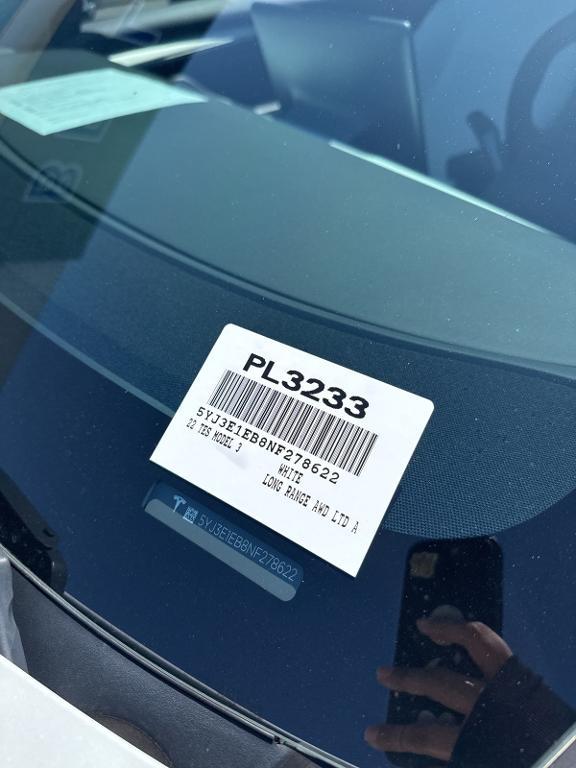 PL3233
5YJ3E1EB8NF278622
22 TES MODEL 3
WHITE
LONG RANGE AWD LTD A
5YJ3E1EB8NF278622